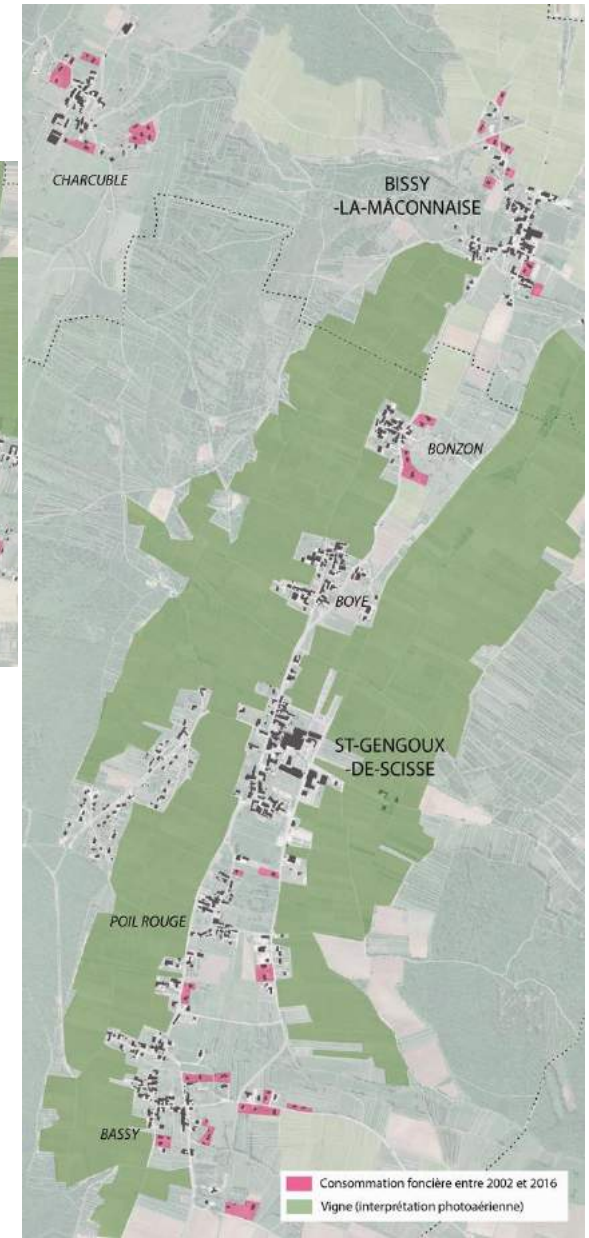 CHARCUBLE
BISSY
-LA-MÂCONNAISE
BONZON
BOYE
ST-GENGOUX
-DE-SCISSE
POIL ROUGE
BASSY
Consommation foncière entre 2002 et 2016
Vigne (interprétation photoaérienne)